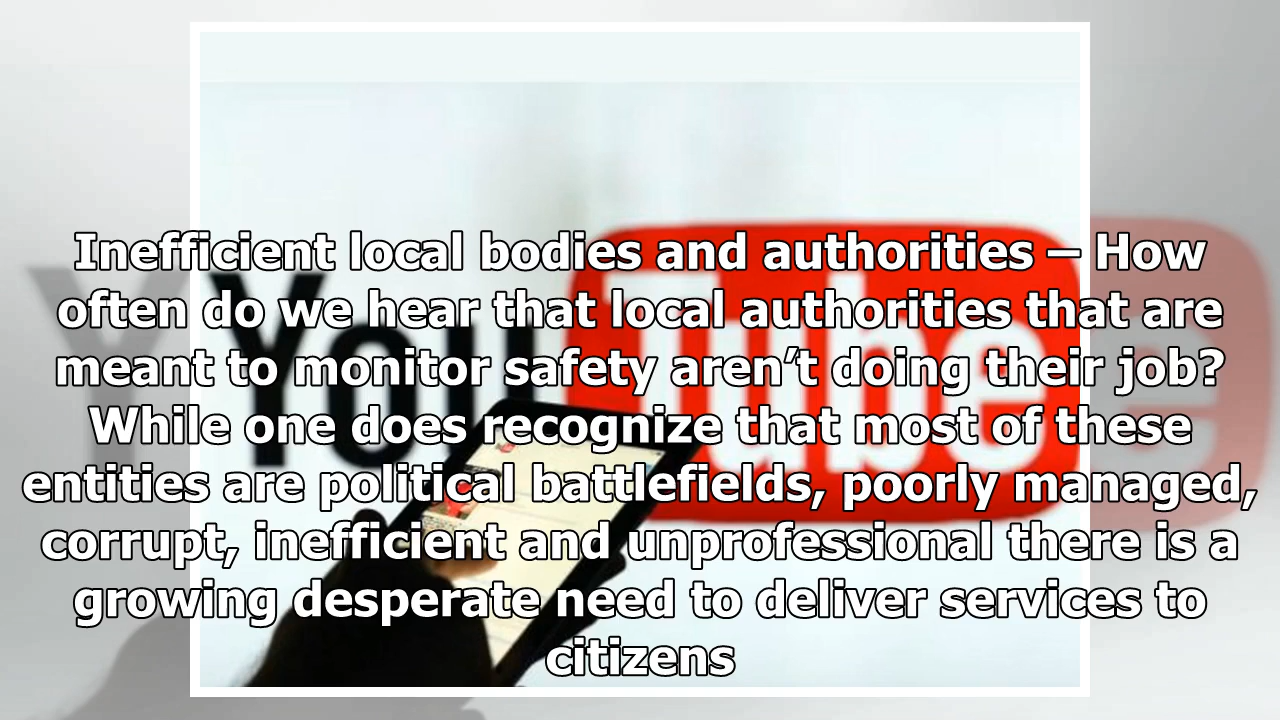 Inefficient local bodies and authorities – How
often do we hear that local authorities that are
meant to monitor safety aren’t doing their job?
While one does recognize that most of these
entities are political battlefields, poorly managed,
corrupt, inefficient and unprofessional there is a
growing desperate need to deliver services to
citizens
YouTube